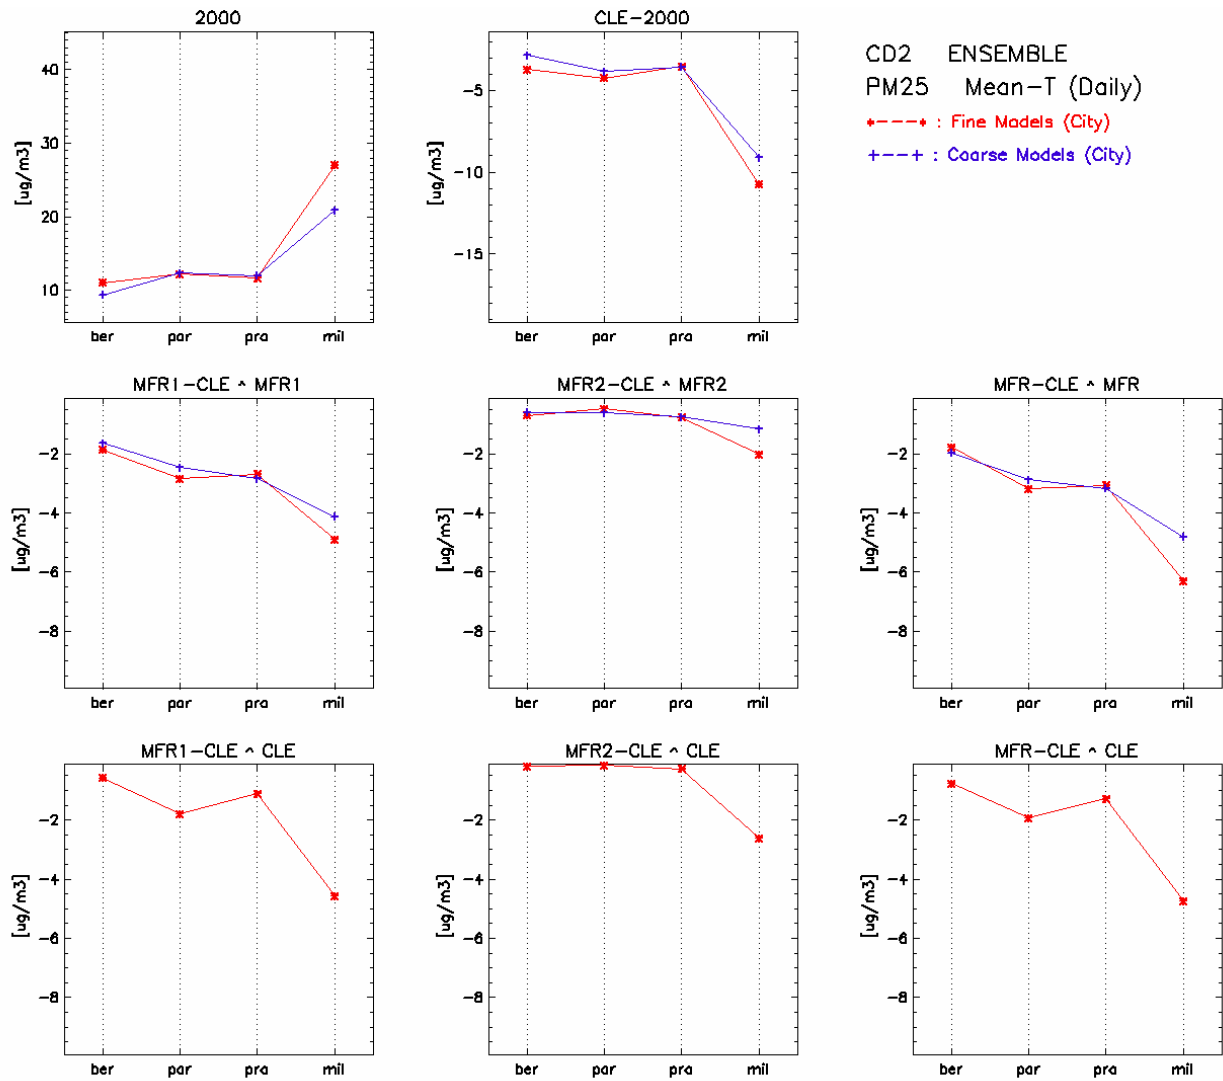 2000
[ug/m3]
40
30
20
10
ber par pra mil
CLE-2000
[ug/m3]
-5
-10
-15
ber par pra mil
CD2 ENSEMBLE
PM25 Mean-T (Daily)
: Fine Models (City)
: Coarse Models (City)
MFR1-CLE ^ MFR1
[ug/m3]
-2
-4
-6
-8
ber par pra mil
MFR2-CLE ^ MFR2
[ug/m3]
-2
-4
-6
-8
ber par pra mil
MFR-CLE ^ MFR
[ug/m3]
-2
-4
-6
-8
ber par pra mil
MFR1-CLE ^ CLE
[ug/m3]
-2
-4
-6
-8
ber par pra mil
MFR2-CLE ^ CLE
[ug/m3]
-2
-4
-6
-8
ber par pra mil
MFR-CLE ^ CLE
[ug/m3]
-2
-4
-6
-8
ber par pra mil